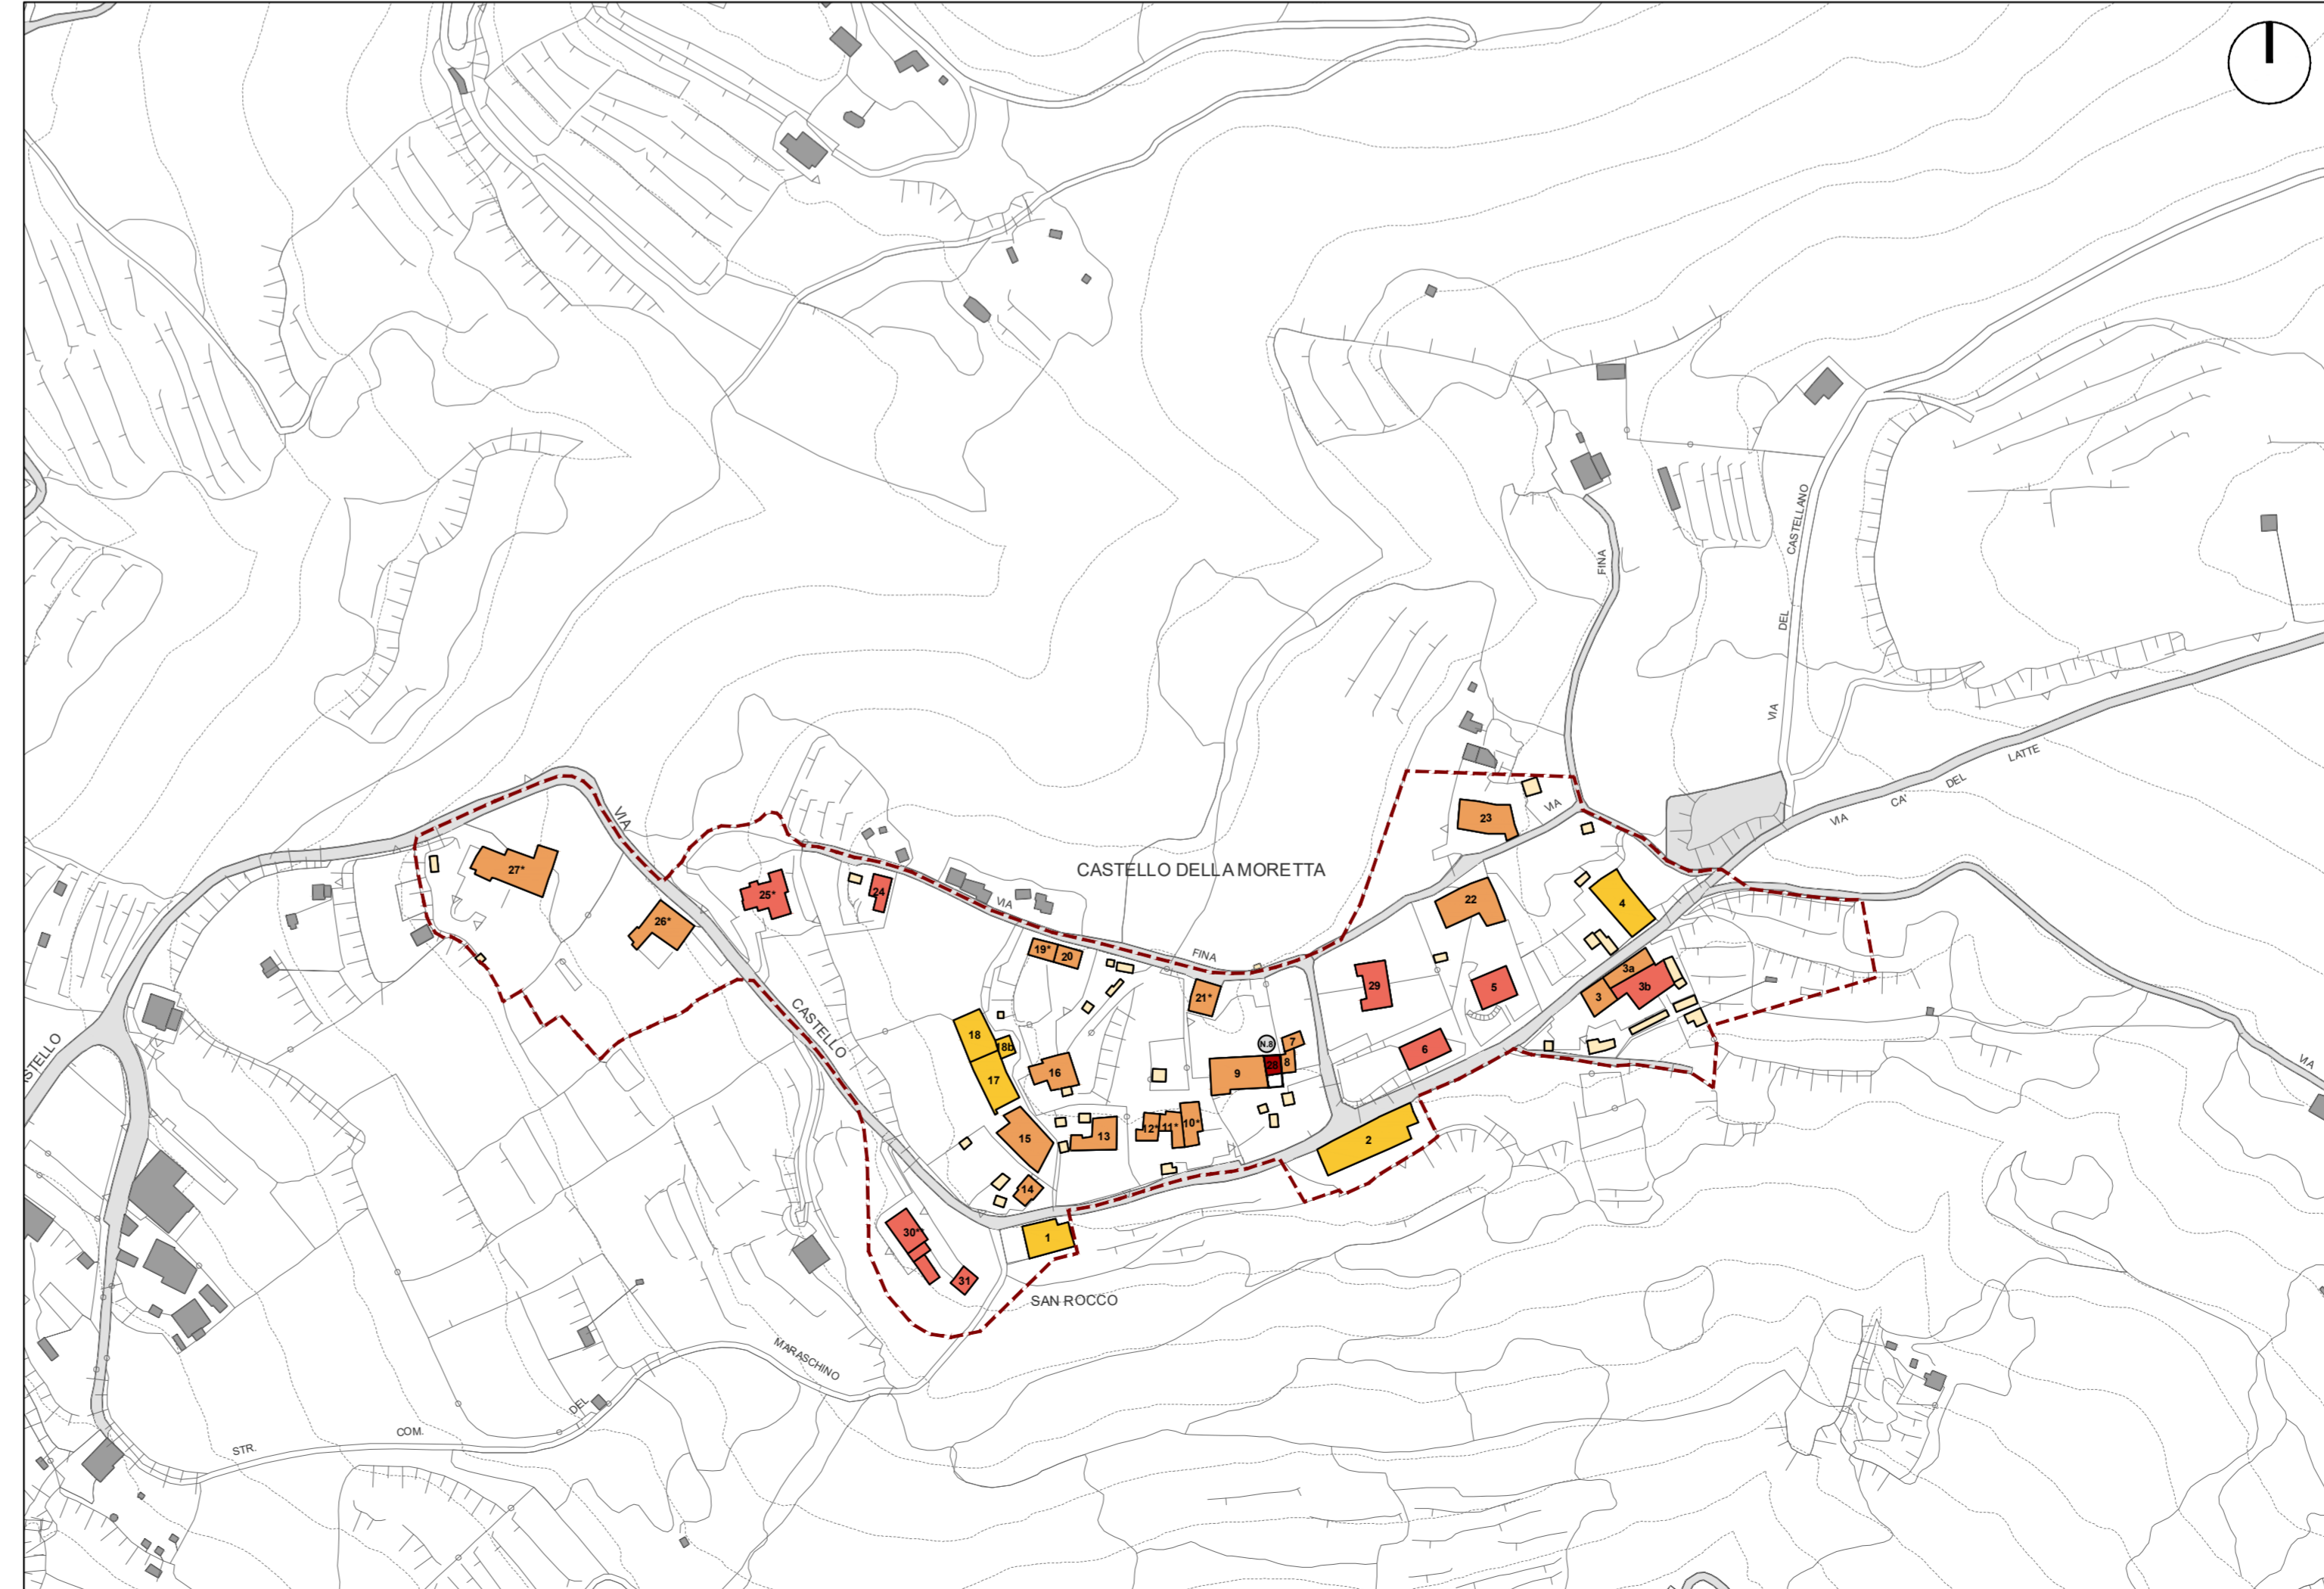 FINA
CASTELLANO
DEL
VIA
LATTE
DEL
CA'
VIA
VIA
23
VIA
CASTELLO DELLA MORETTA
27*
25*
24
VIA
26*
22
4
19*
20
FINA
3a
3b
3
29
5
21*
CASTELLO
18
18b
17
16
N.8
7
8
28
9
6
STELLO
VIA
15
13
12*
11*
10*
2
14
30*
1
31
SAN ROCCO
MARASCHINO
DEL
COM.
STR.